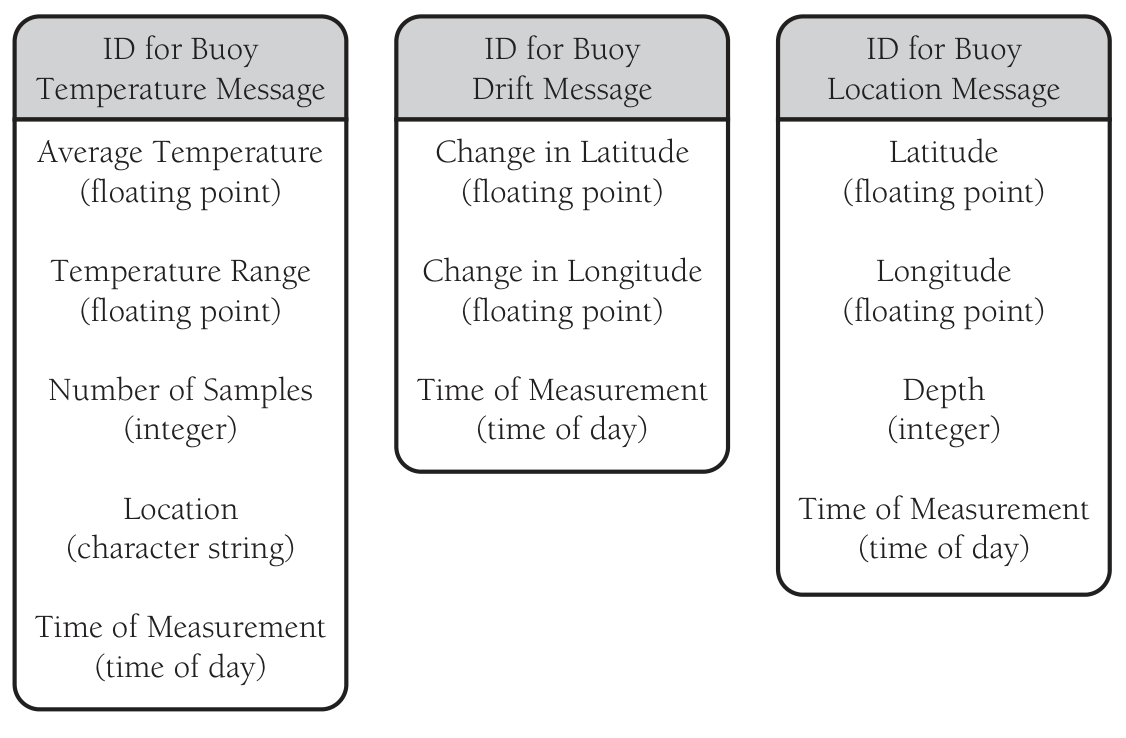 ID for Buoy
Temperature Message
Average Temperature
(floating point)
Temperature Range
(floating point)
Number of Samples
(integer)
Location
(character string)
Time of Measurement
(time of day)
ID for Buoy
Drift Message
Change in Latitude
(floating point)
Change in Longitude
(floating point)
Time of Measurement
(time of day)
ID for Buoy
Location Message
Latitude
(floating point)
Longitude
(floating point)
Depth
(integer)
Time of Measurement
(time of day)